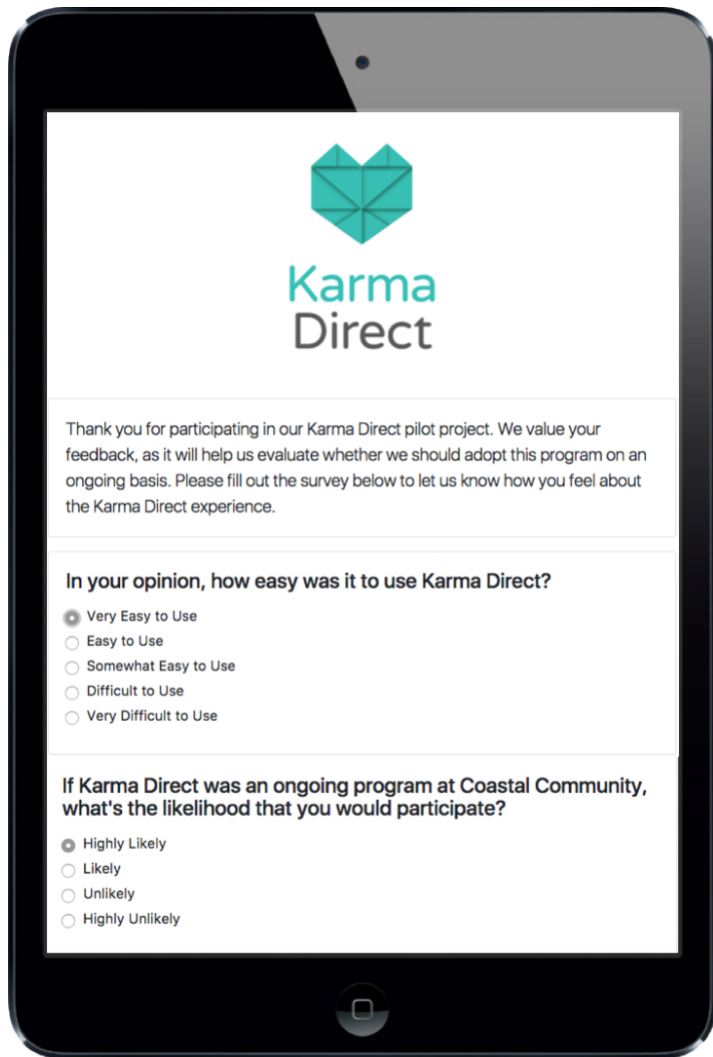 Karma
Direct
Thank you for participating in our Karma Direct pilot project. We value your
feedback, as it will help us evaluate whether we should adopt this program on an
ongoing basis. Please fill out the survey below to let us know how you feel about
the Karma Direct experience.
In your opinion, how easy was it to use Karma Direct?
Very Easy to Use
Easy to Use
Somewhat Easy to Use
Difficult to Use
Very Difficult to Use
If Karma Direct was an ongoing program at Coastal Community,
what's the likelihood that you would participate?
Highly Likely
Likely
Unlikely
Highly Unlikely